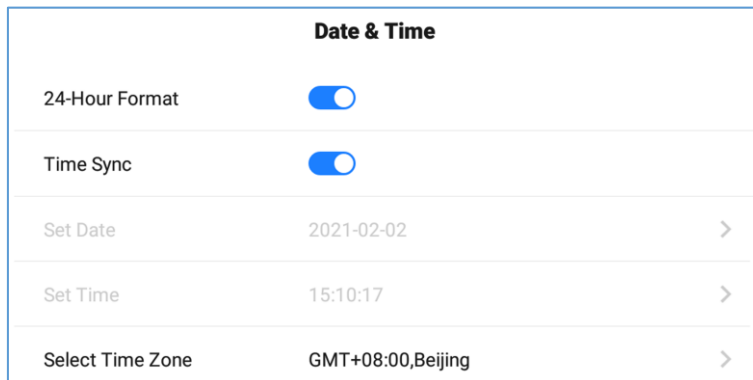 Date & Time
24-Hour Format
Time Sync
Set Date 2021-02-02
Set Time 15:10:17
Select Time Zone GMT+08:00,Beijing